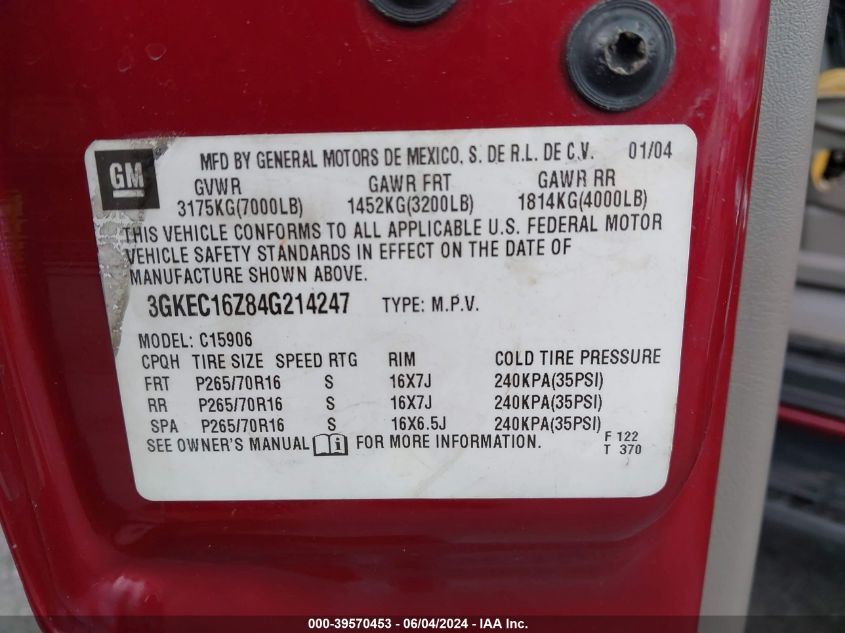 GM
MFD BY GENERAL MOTORS DE MEXICO, S. DE R.L. DE C.V. 01/04
GVWR GAWR FRT GAWR RR
3175KG(7000LB) 1452KG(3200LB) 1814KG(4000LB)
THIS VEHICLE CONFORMS TO ALL APPLICABLE U.S. FEDERAL MOTOR
VEHICLE SAFETY STANDARDS IN EFFECT ON THE DATE OF
MANUFACTURE SHOWN ABOVE.
3GKEC16Z84G214247 TYPE: M.P.V.
MODEL: C15906
CPQH TIRE SIZE SPEED RTG RIM COLD TIRE PRESSURE
FRT P265/70R16 S 16X7J 240KPA(35PSI)
RR P265/70R16 S 16X7J 240KPA(35PSI)
SPA P265/70R16 S 16X6.5J 240KPA(35PSI)
SEE OWNER'S MANUAL i FOR MORE INFORMATION.
F 122
T 370
000-39570453 - 06/04/2024 - IAA Inc.